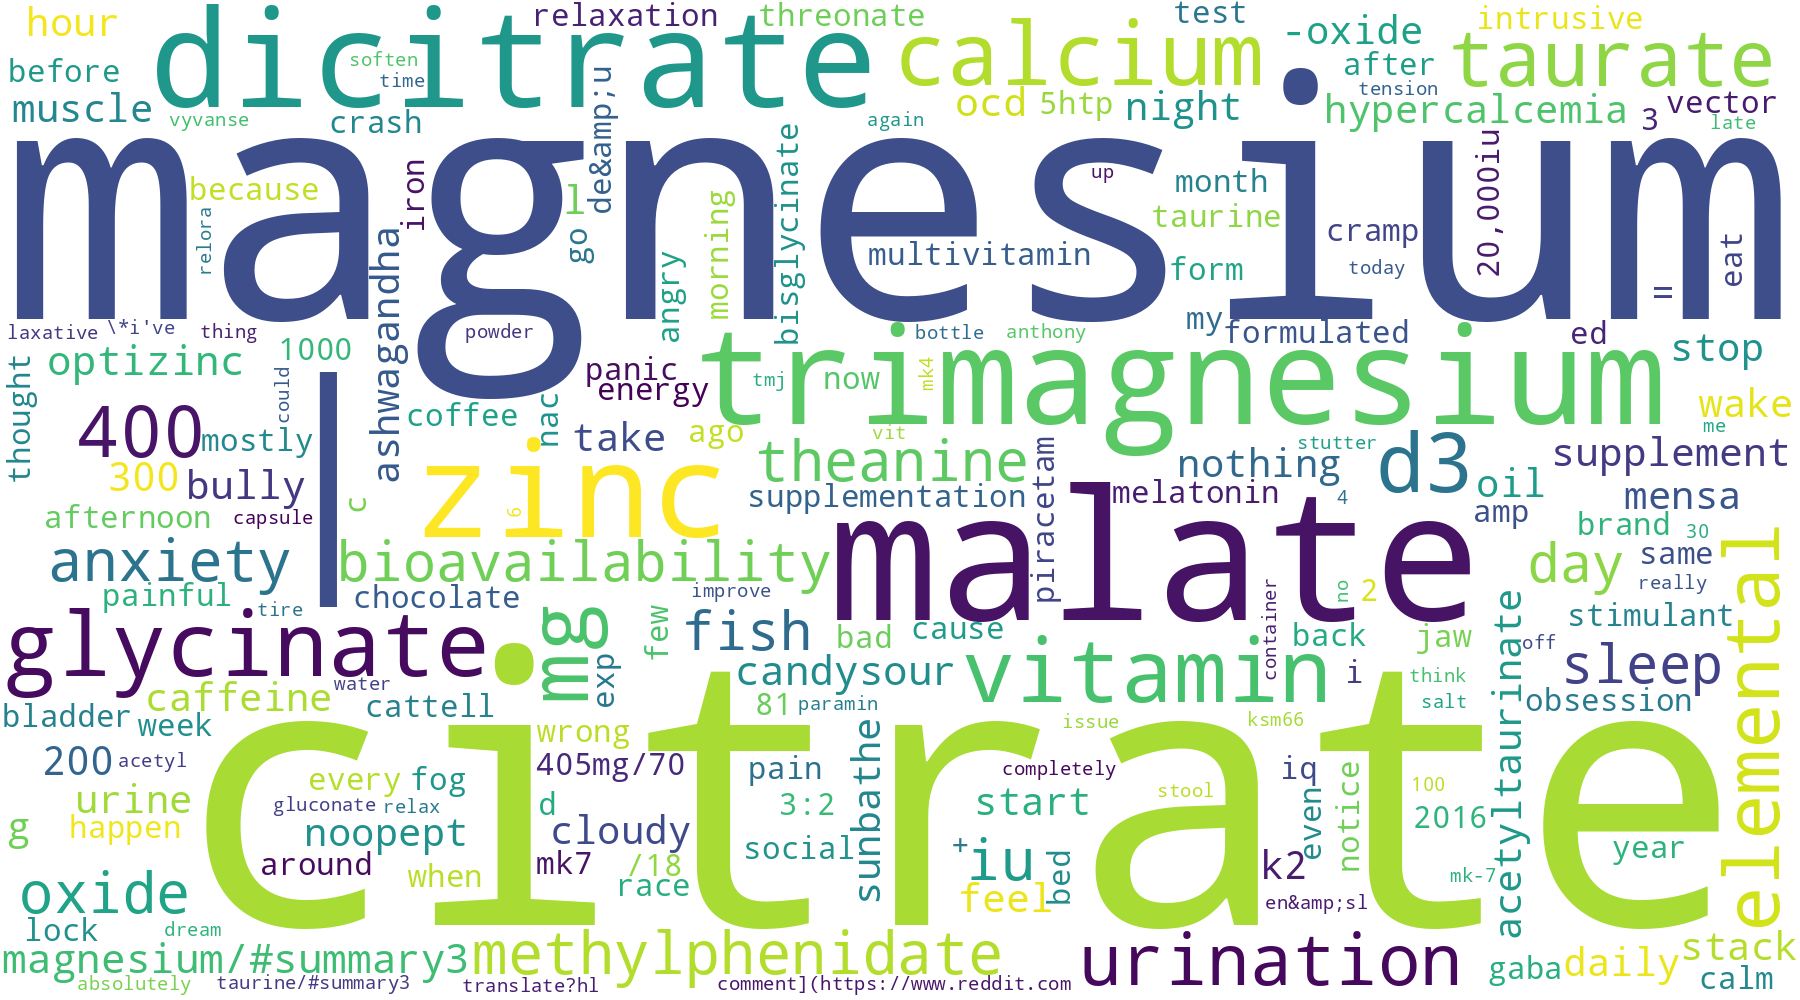 hour
relaxation
threonate
test
intrusive
dicitrate
calcium
-oxide
taurate
before
soften
time
after
tension
muscle
vyvanse
crash
de&amp;u
ocd
5htp
night
again
hypercalcemia
3
vector
late
magnesium
because
iron
l
up
month
20,000iu
relora
ashwagandha
go
angry
morning
bisglycinate
multivitamin
taurine
form
cramp
today
=
eat
laxative
\*i've
thing
powder
bottle
anthony
my
formulated
ed
stop
thought
optizinc
1000
could
|
panic
energy
trimagnesium
tmj
now
mk4
wake
me
400
mostly
coffee
nac
take
ago
vit
stutter
300
bully
zinc
theanine
piracetam
nothing
d3
supplement
afternoon
capsule
c
6
supplementation
malate
melatonin
4
oil
amp
mensa
anxiety
bioavailability
brand
30
day
same
really
elemental
painful
tire
chocolate
improve
container
no
2
stimulant
glycinate
mg
few
fish
bad
cause
back
jaw
acetyltaurinate
off
caffeine
water
exp
candysour
vitamin
i
think
sleep
bladder
week
cattell
81
paramin
salt
obsession
citrate
wrong
sunbathe
issue
ksm66
200
acetyl
every
fog
405mg/70
pain
completely
iq
notice
100
urine
gluconate
relax
d
3:2
start
stool
even
2016
g
happen
noopept
cloudy
social
+
iu
bed
k2
year
around
when
mk7
/18
race
feel
mk-7
oxide
en&amp;sl
lock
dream
magnesium/#summary3
methylphenidate
urination
gaba
daily
stack
calm
absolutely
taurine/#summary3
translate?hl
comment](https://www.reddit.com